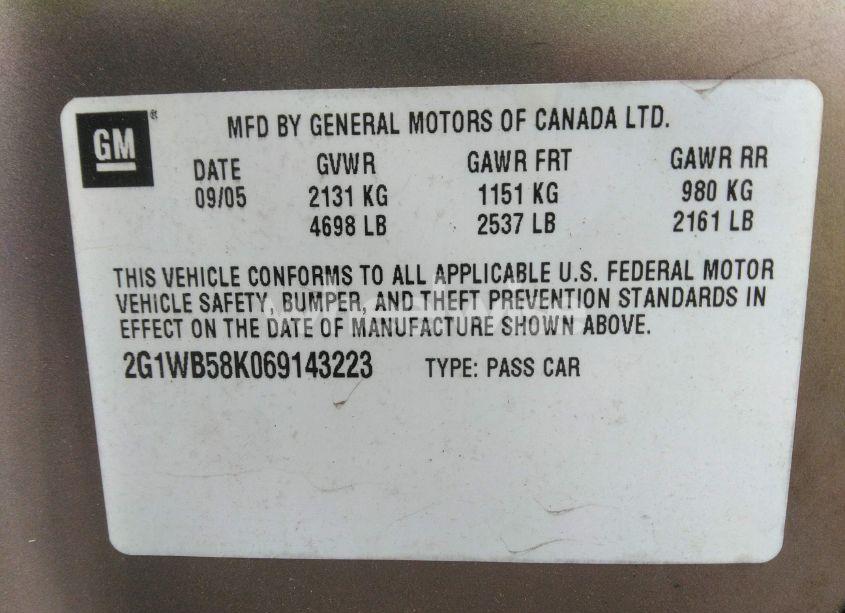 GM ®
MFD BY GENERAL MOTORS OF CANADA LTD.
DATE GVWR GAWR FRT GAWR RR
09/05 2131 KG 1151 KG 980 KG
4698 LB 2537 LB 2161 LB
THIS VEHICLE CONFORMS TO ALL APPLICABLE U.S. FEDERAL MOTOR
VEHICLE SAFETY, BUMPER, AND THEFT PREVENTION STANDARDS IN
EFFECT ON THE DATE OF MANUFACTURE SHOWN ABOVE.
2G1WB58K069143223 TYPE: PASS CAR